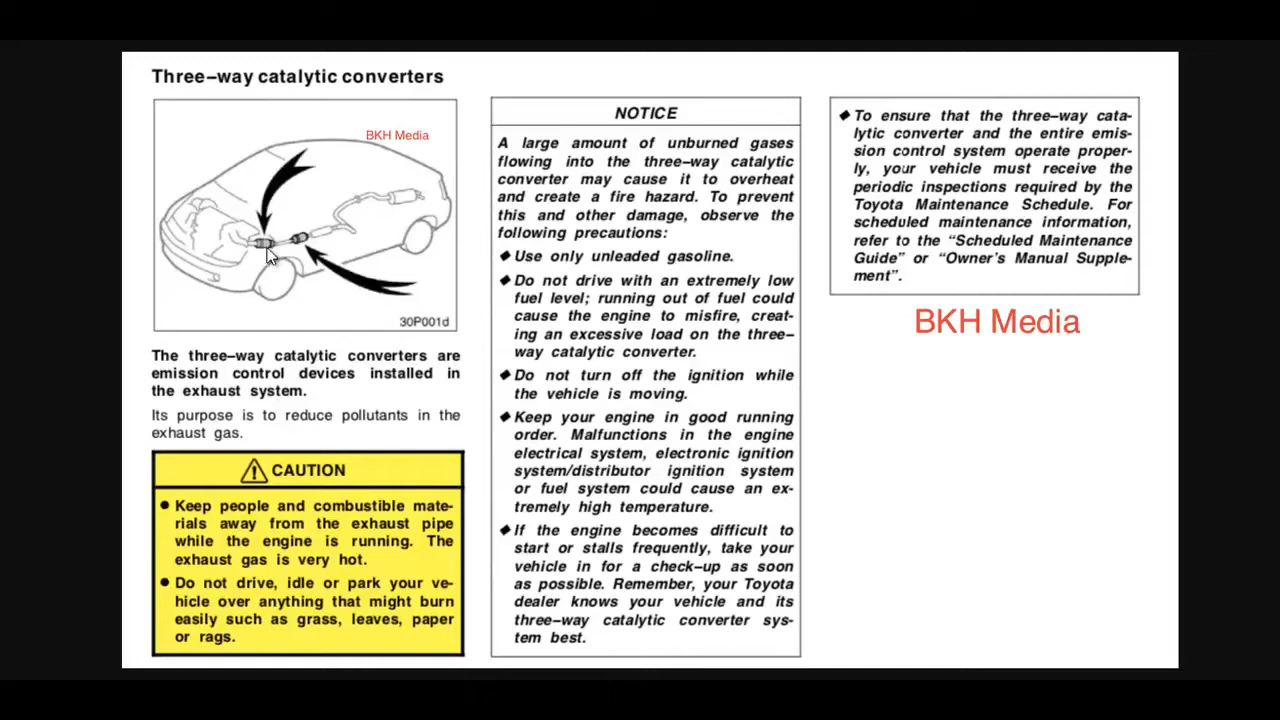 Three–way catalytic converters
BKH Media
30P001d
The three–way catalytic converters are
emission control devices installed in
the exhaust system.
Its purpose is to reduce pollutants in the
exhaust gas.
CAUTION
● Keep people and combustible mate-
rials away from the exhaust pipe
while the engine is running. The
exhaust gas is very hot.
● Do not drive, idle or park your ve-
hicle over anything that might burn
easily such as grass, leaves, paper
or rags.
NOTICE
A large amount of unburned gases
flowing into the three–way catalytic
converter may cause it to overheat
and create a fire hazard. To prevent
this and other damage, observe the
following precautions:
◆ Use only unleaded gasoline.
◆ Do not drive with an extremely low
fuel level; running out of fuel could
cause the engine to misfire, creat-
ing an excessive load on the three–
way catalytic converter.
◆ Do not turn off the ignition while
the vehicle is moving.
◆ Keep your engine in good running
order. Malfunctions in the engine
electrical system, electronic ignition
system/distributor ignition system
or fuel system could cause an ex-
tremely high temperature.
◆ If the engine becomes difficult to
start or stalls frequently, take your
vehicle in for a check–up as soon
as possible. Remember, your Toyota
dealer knows your vehicle and its
three–way catalytic converter sys-
tem best.
◆ To ensure that the three–way cata-
lytic converter and the entire emis-
sion control system operate proper-
ly, your vehicle must receive the
periodic inspections required by the
Toyota Maintenance Schedule. For
scheduled maintenance information,
refer to the “Scheduled Maintenance
Guide” or “Owner’s Manual Supple-
ment”.
BKH Media